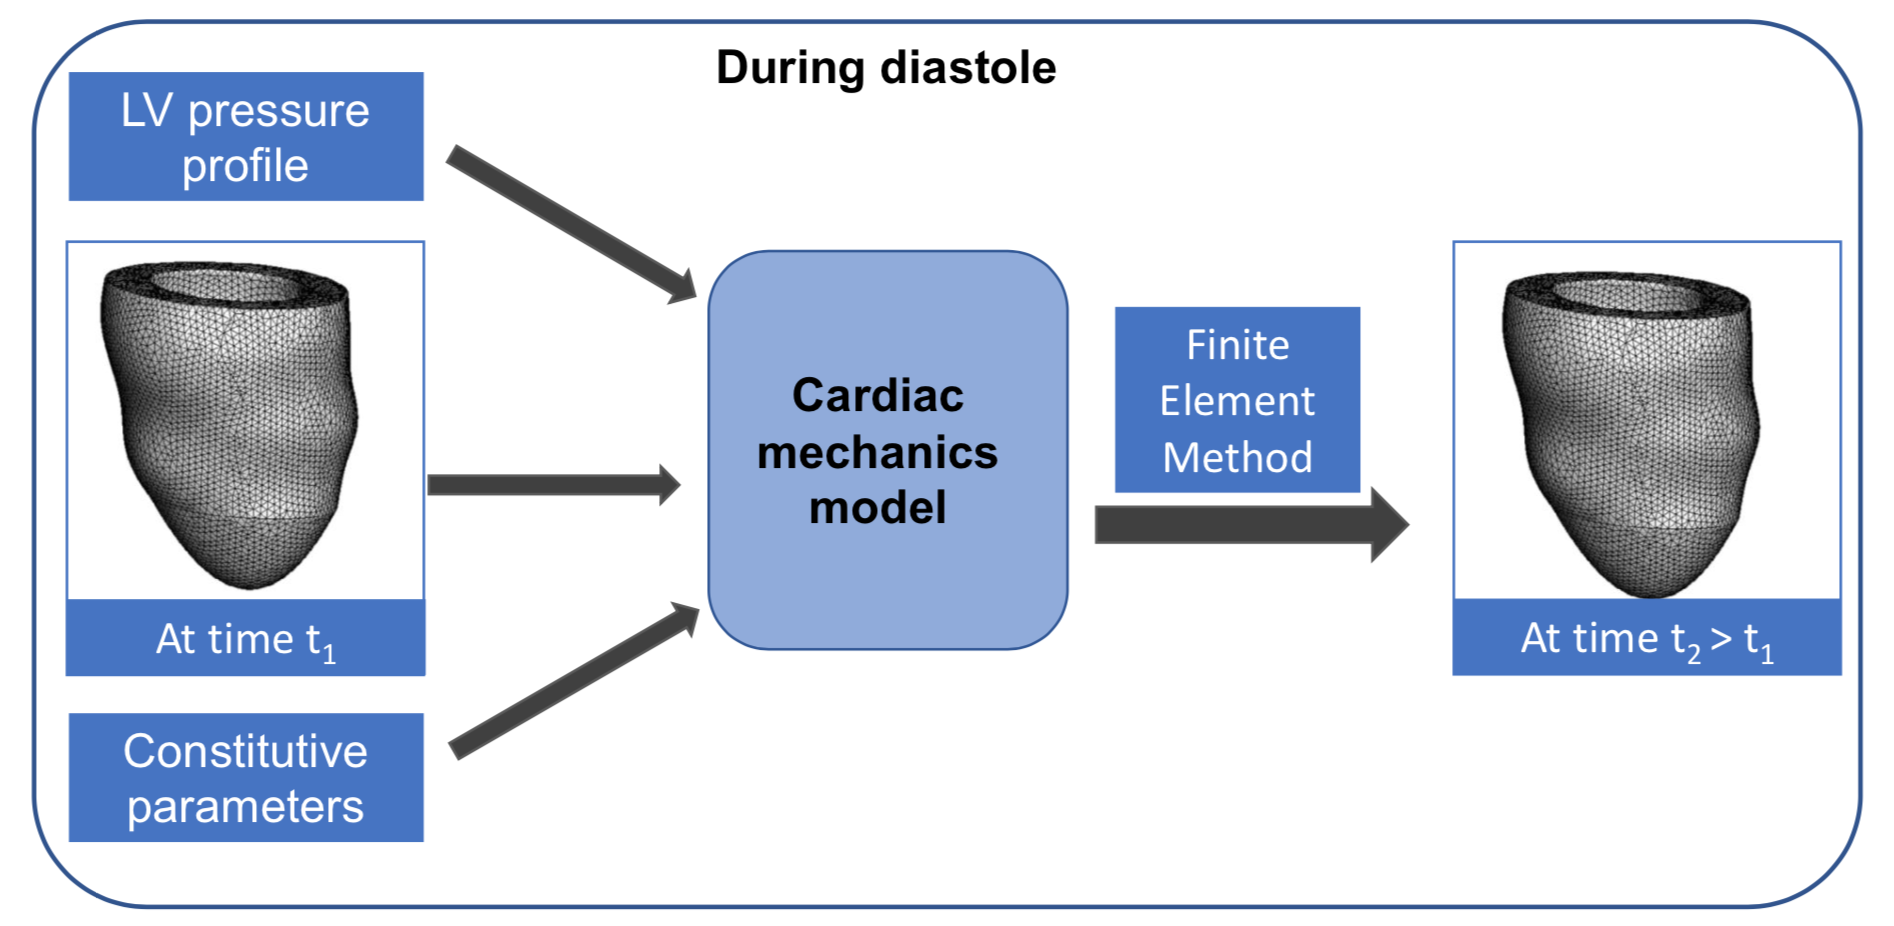 During diastole
LV pressure
profile
At time t₁
Constitutive
parameters
Cardiac
mechanics
model
Finite
Element
Method
At time t₂ > t₁